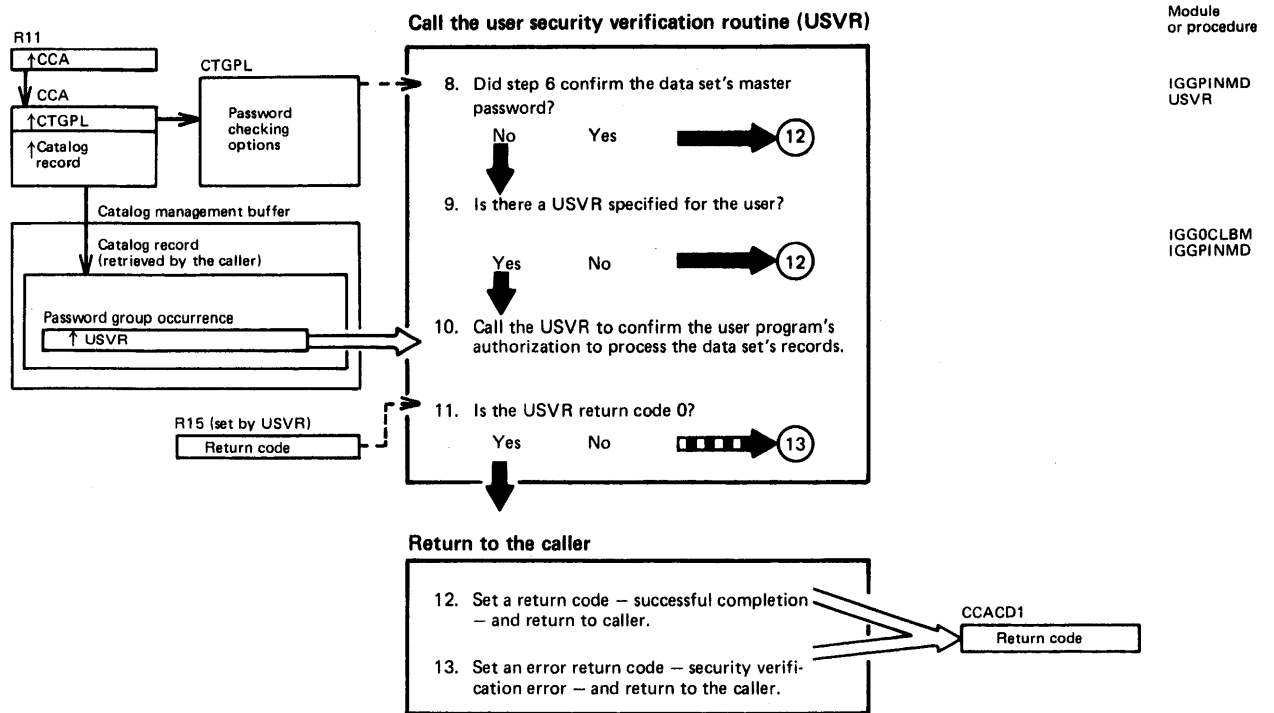 Call the user security verification routine (USVR)
Module
or procedure
R11
↑CCA
CCA
↑CTGPL
↑Catalog
record
CTGPL
Password
checking
options
8. Did step 6 confirm the data set's master
password?
No Yes 12
IGGPINMD
USVR
9. Is there a USVR specified for the user?
Yes No 12
IGG0CLBM
IGGPINMD
Catalog management buffer
Catalog record
(retrieved by the caller)
Password group occurrence
↑ USVR
10. Call the USVR to confirm the user program's
authorization to process the data set's records.
R15 (set by USVR)
Return code
11. Is the USVR return code 0?
Yes No 13
Return to the caller
12. Set a return code — successful completion
— and return to caller.
13. Set an error return code — security verifi-
cation error — and return to the caller.
CCACD1
Return code